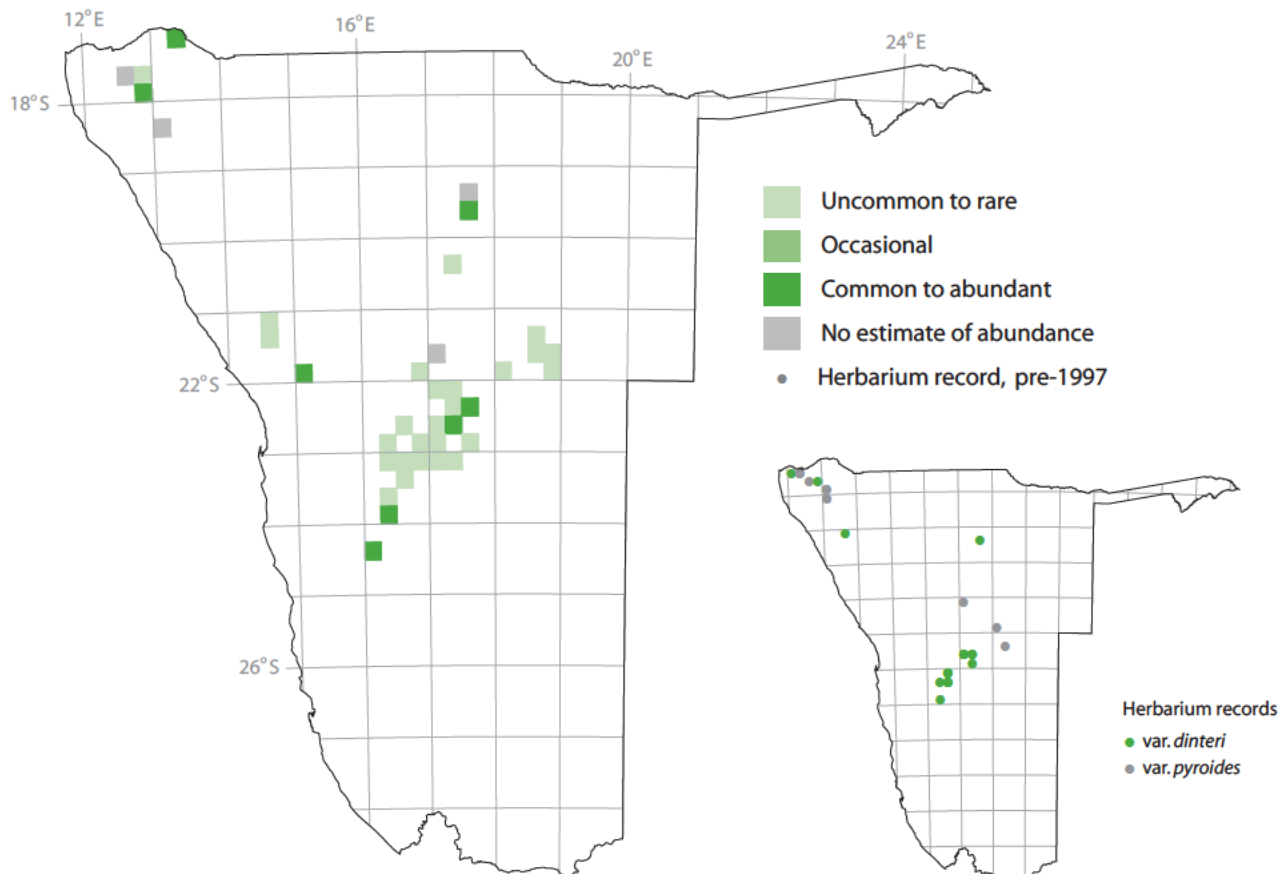 12°E
16°E
20°E
24°E
18°S
22°S
26°S
Uncommon to rare
Occasional
Common to abundant
No estimate of abundance
Herbarium record, pre-1997
Herbarium records
var. dinteri
var. pyroides